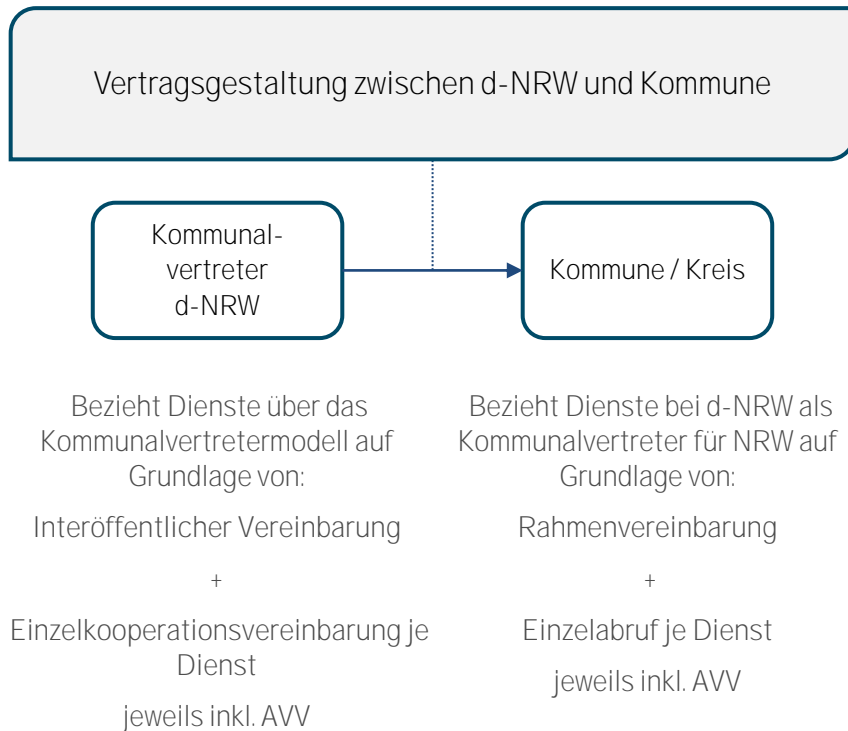 Vertragsgestaltung zwischen d-NRW und Kommune
Kommunal-
vertreter
d-NRW
Kommune / Kreis
Bezieht Dienste über das
Kommunalvertretermodell auf
Grundlage von:
Interöffentlicher Vereinbarung
+
Einzelkooperationsvereinbarung je
Dienst
jeweils inkl. AVV
Bezieht Dienste bei d-NRW als
Kommunalvertreter für NRW auf
Grundlage von:
Rahmenvereinbarung
+
Einzelabruf je Dienst
jeweils inkl. AVV